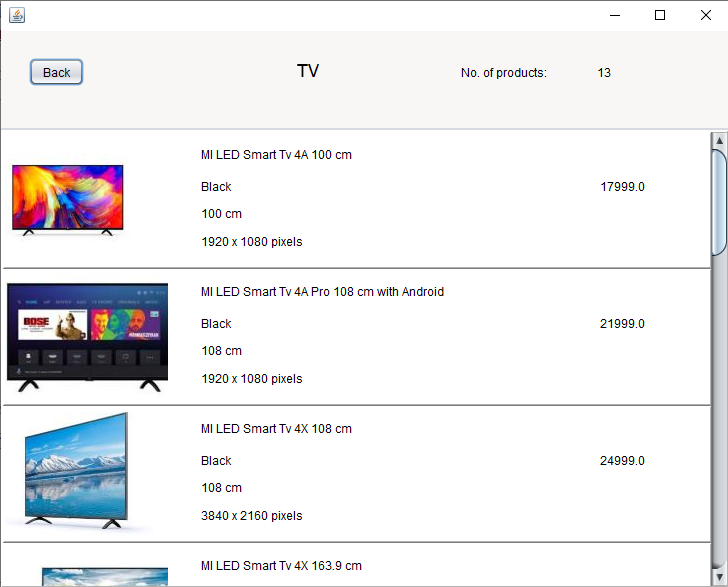 Back
TV
No. of products:
13
MI LED Smart Tv 4A 100 cm
Black
17999.0
100 cm
1920 x 1080 pixels
MI LED Smart Tv 4A Pro 108 cm with Android
Black
21999.0
108 cm
1920 x 1080 pixels
BOSE
MI LED Smart Tv 4X 108 cm
Black
24999.0
108 cm
3840 x 2160 pixels
MI LED Smart Tv 4X 163.9 cm